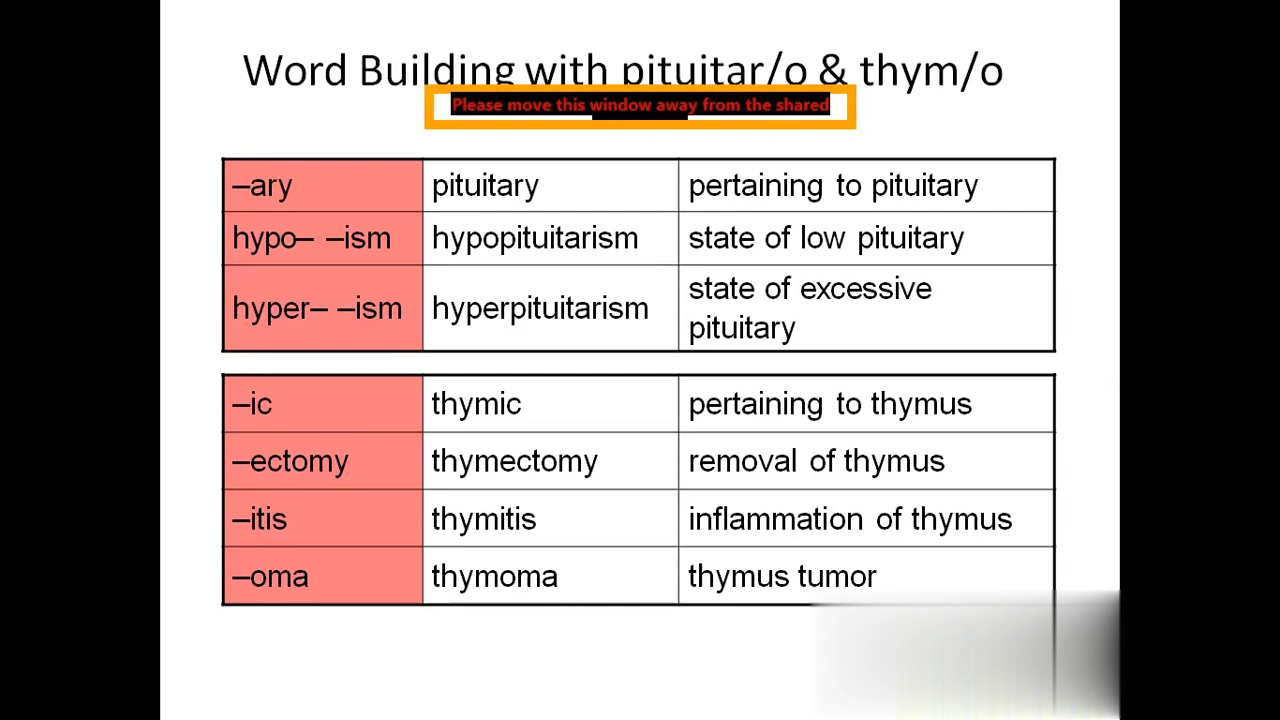 Word Building with pituitar/o & thym/o
Please move this window away from the shared
–ary pituitary pertaining to pituitary
hypo– –ism hypopituitarism state of low pituitary
hyper– –ism hyperpituitarism state of excessive
pituitary
–ic thymic pertaining to thymus
–ectomy thymectomy removal of thymus
–itis thymitis inflammation of thymus
–oma thymoma thymus tumor